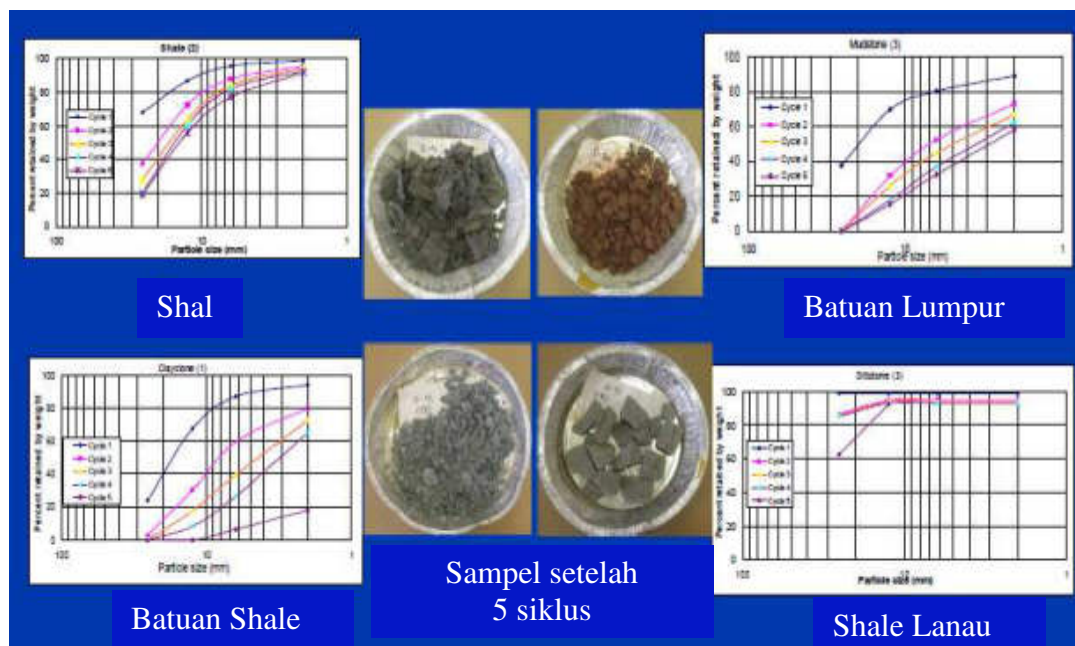 Shale (2)
Percent retained by weight
100
80
60
40
20
0
Cycle 1
Cycle 2
Cycle 3
Cycle 4
Cycle 5
100
10
1
Particle size (mm)
Shal
Mudstone (3)
Percent retained by weight
100
80
60
40
20
0
Cycle 1
Cycle 2
Cycle 3
Cycle 4
Cycle 5
100
10
1
Particle size (mm)
Batuan Lumpur
Percent retained by weight
100
80
60
40
20
0
Cycle 1
Cycle 2
Cycle 3
Cycle 4
Cycle 5
100
10
1
Particle size (mm)
Batuan Shale
Sampel setelah
5 siklus
Siltstone (3)
Percent retained by weight
100
80
60
40
20
0
Cycle 1
Cycle 2
Cycle 3
Cycle 4
Cycle 5
100
10
1
Particle size (mm)
Shale Lanau